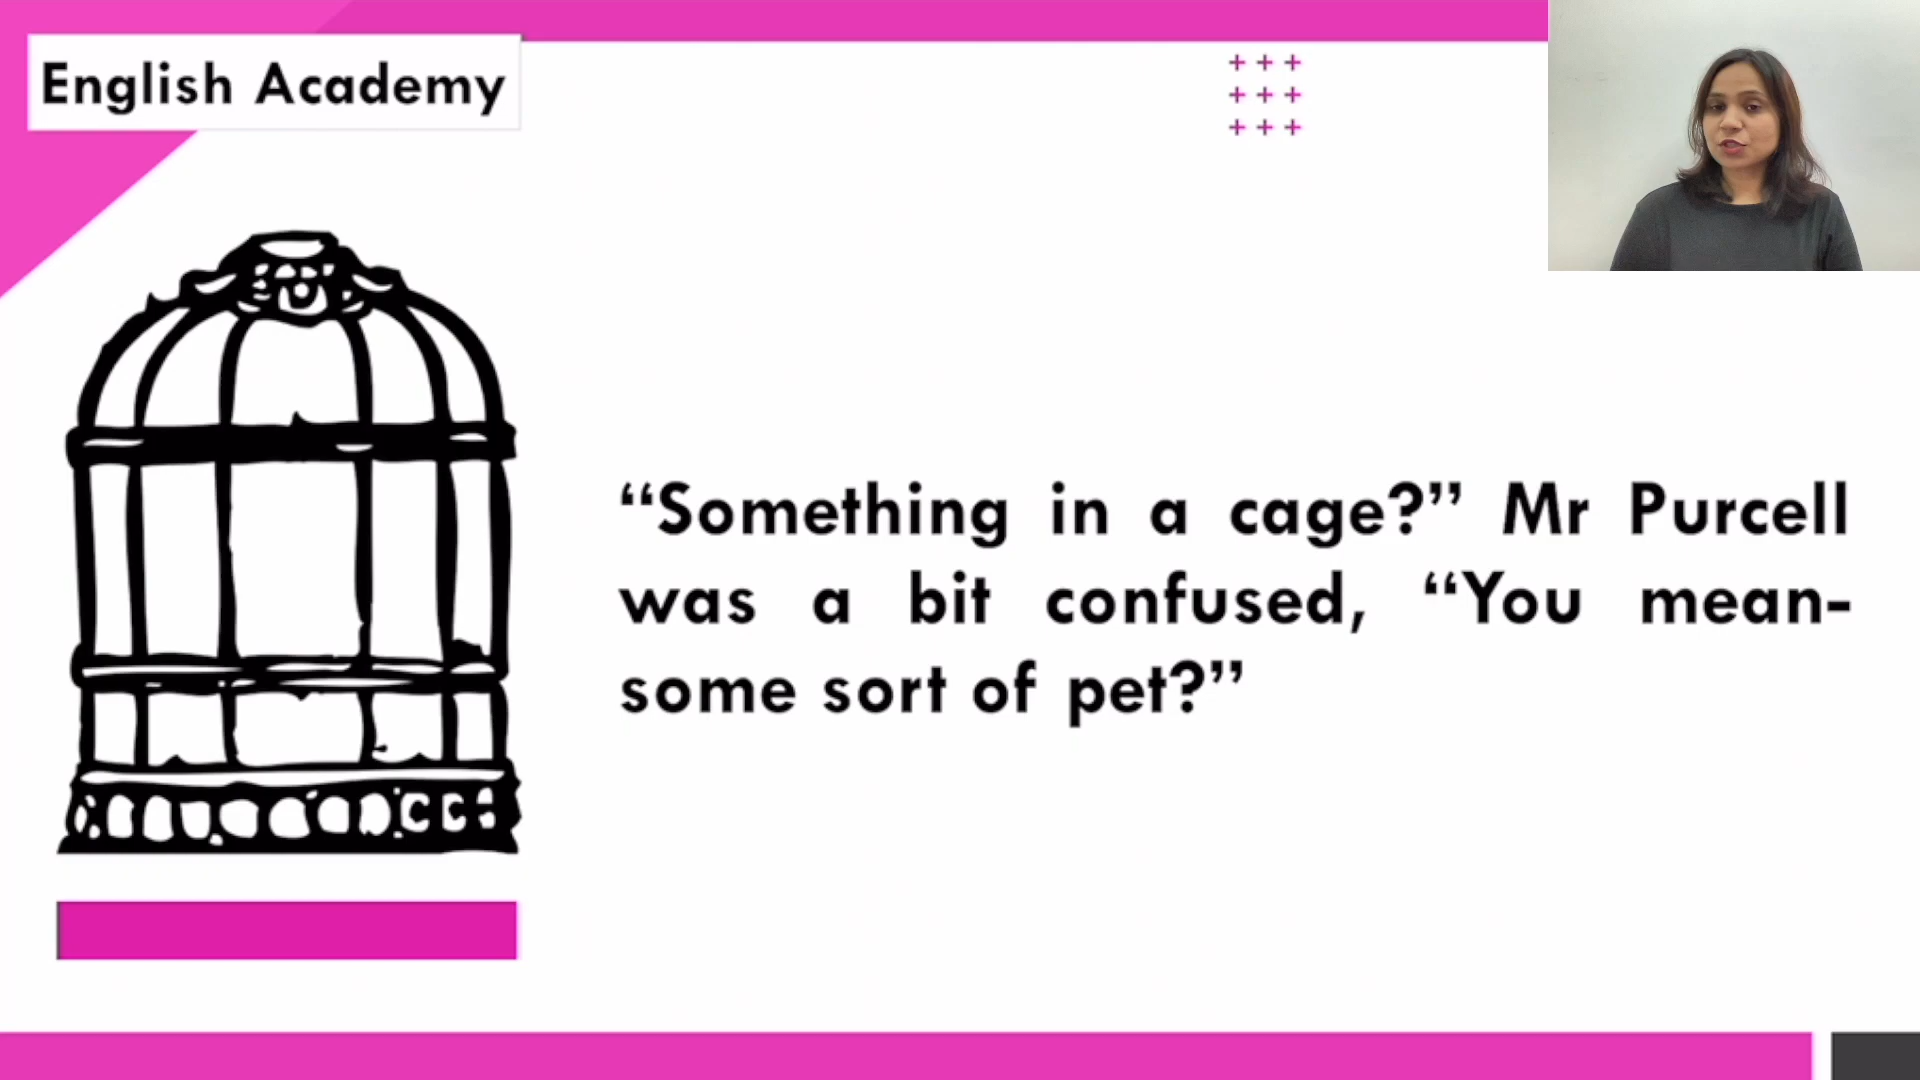 English Academy
“Something in a cage?” Mr Purcell
was a bit confused, “You mean-
some sort of pet?”